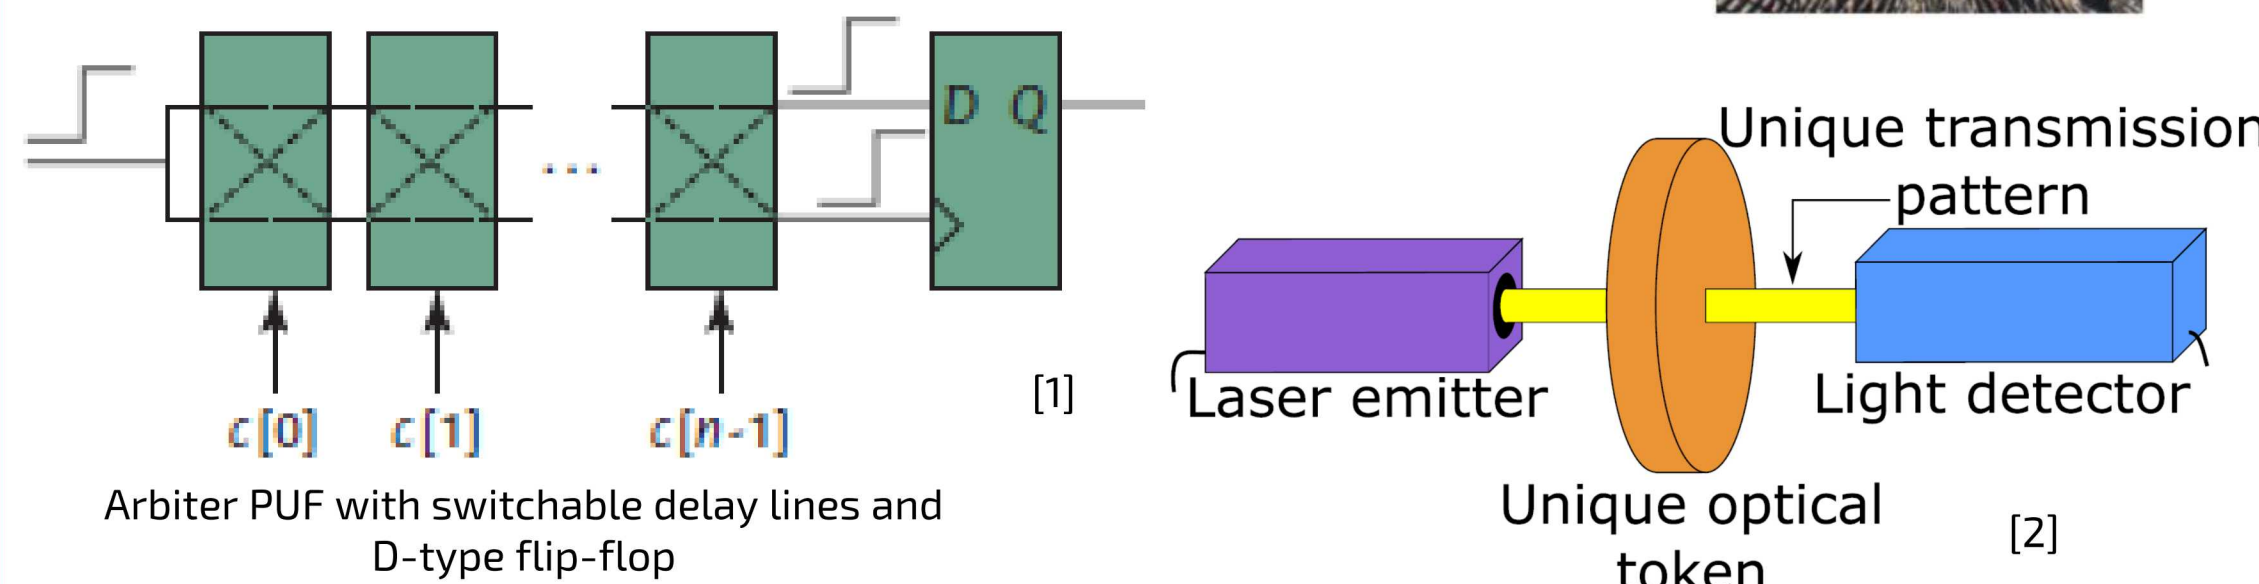 D Q
c[0] c[1] c[n-1]
[1]
Arbiter PUF with switchable delay lines and
D-type flip-flop
Unique transmission
pattern
Laser emitter
Light detector
Unique optical
token
[2]